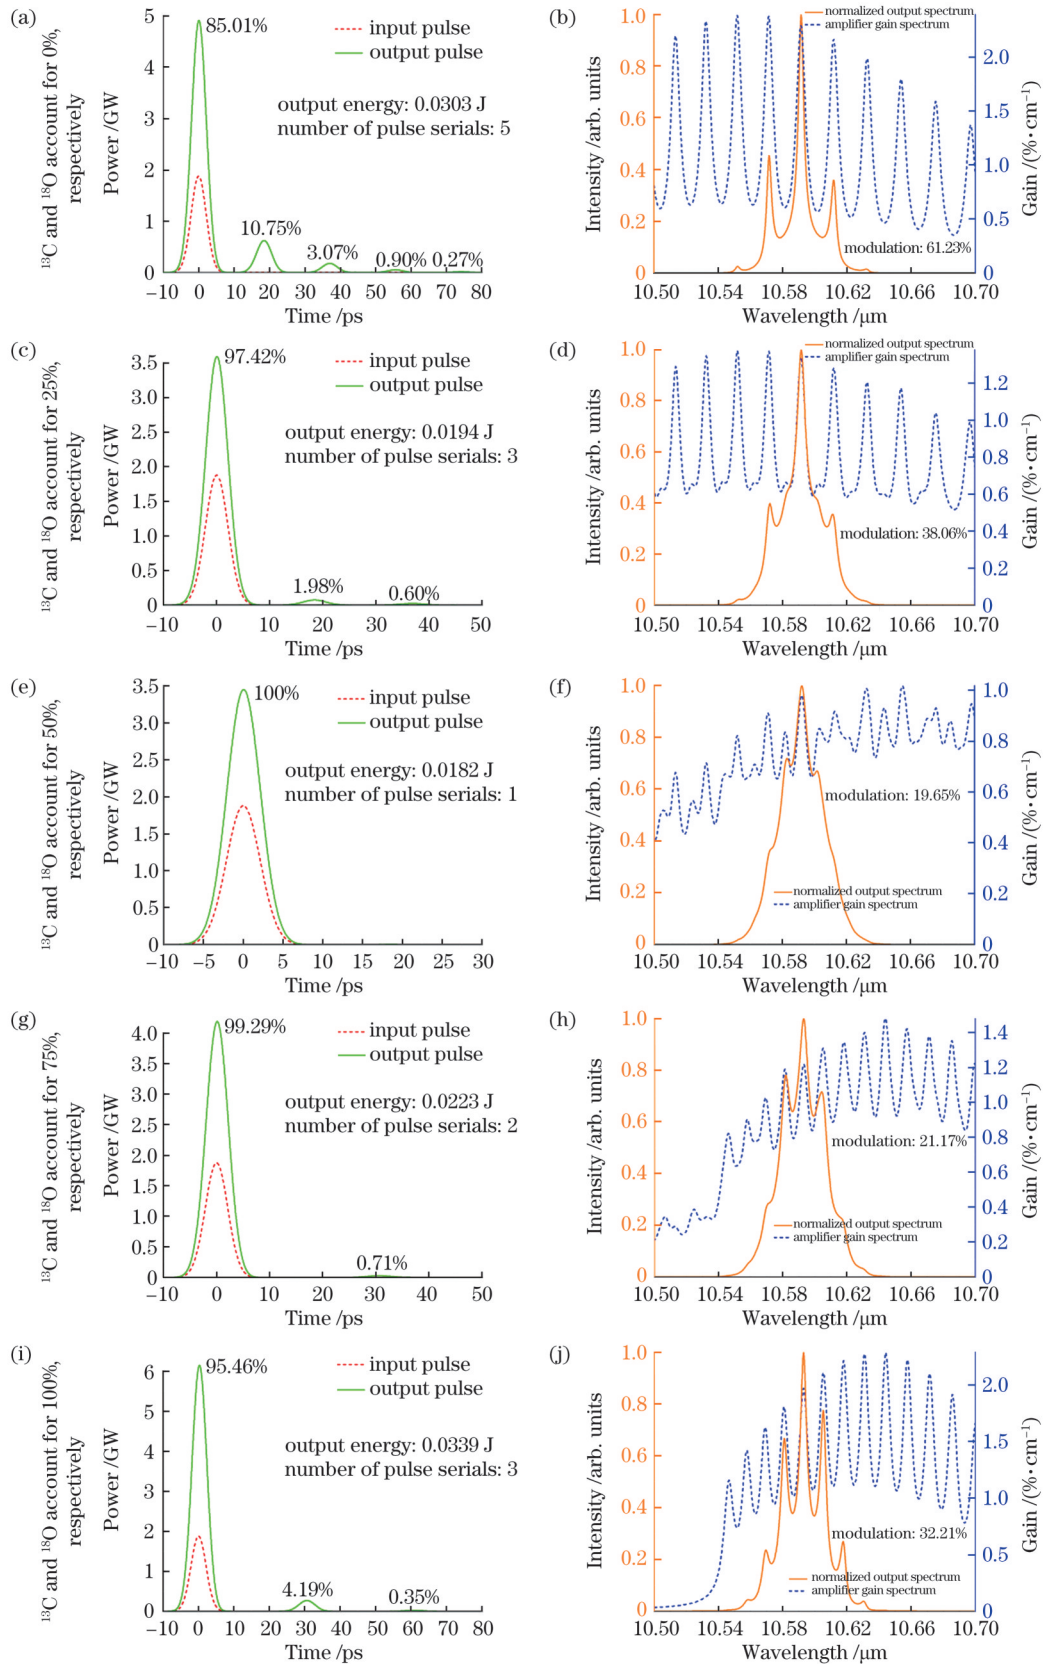 (a)
¹³C and ¹⁸O account for 0%,
respectively
Power /GW
5
4
3
2
1
0
85.01%
10.75%
3.07%
0.90%
0.27%
input pulse
output pulse
output energy: 0.0303 J
number of pulse serials: 5
−10 0 10 20 30 40 50 60 70 80
Time /ps
(b)
Intensity /arb. units
1.0
0.8
0.6
0.4
0.2
0
normalized output spectrum
amplifier gain spectrum
modulation: 61.23%
2.0
1.5
1.0
0.5
0
Gain /(%·cm⁻¹)
10.50 10.54 10.58 10.62 10.66 10.70
Wavelength /μm
(c)
¹³C and ¹⁸O account for 25%,
respectively
Power /GW
3.5
3.0
2.5
2.0
1.5
1.0
0.5
0
97.42%
1.98%
0.60%
input pulse
output pulse
output energy: 0.0194 J
number of pulse serials: 3
−10 0 10 20 30 40 50
Time /ps
(d)
Intensity /arb. units
1.0
0.8
0.6
0.4
0.2
0
normalized output spectrum
amplifier gain spectrum
modulation: 38.06%
1.2
1.0
0.8
0.6
0.4
0.2
0
Gain /(%·cm⁻¹)
10.50 10.54 10.58 10.62 10.66 10.70
Wavelength /μm
(e)
¹³C and ¹⁸O account for 50%,
respectively
Power /GW
3.5
3.0
2.5
2.0
1.5
1.0
0.5
0
100%
input pulse
output pulse
output energy: 0.0182 J
number of pulse serials: 1
−10 −5 0 5 10 15 20 25 30
Time /ps
(f)
Intensity /arb. units
1.0
0.8
0.6
0.4
0.2
0
modulation: 19.65%
normalized output spectrum
amplifier gain spectrum
1.0
0.8
0.6
0.4
0.2
0
Gain /(%·cm⁻¹)
10.50 10.54 10.58 10.62 10.66 10.70
Wavelength /μm
(g)
¹³C and ¹⁸O account for 75%,
respectively
Power /GW
4.0
3.5
3.0
2.5
2.0
1.5
1.0
0.5
0
99.29%
0.71%
input pulse
output pulse
output energy: 0.0223 J
number of pulse serials: 2
−10 0 10 20 30 40 50
Time /ps
(h)
Intensity /arb. units
1.0
0.8
0.6
0.4
0.2
0
modulation: 21.17%
normalized output spectrum
amplifier gain spectrum
1.4
1.2
1.0
0.8
0.6
0.4
0.2
0
Gain /(%·cm⁻¹)
10.50 10.54 10.58 10.62 10.66 10.70
Wavelength /μm
(i)
¹³C and ¹⁸O account for 100%,
respectively
Power /GW
6
5
4
3
2
1
0
95.46%
4.19%
0.35%
input pulse
output pulse
output energy: 0.0339 J
number of pulse serials: 3
−10 0 10 20 30 40 50 60 70 80
Time /ps
(j)
Intensity /arb. units
1.0
0.8
0.6
0.4
0.2
0
modulation: 32.21%
normalized output spectrum
amplifier gain spectrum
2.0
1.5
2.0
0.5
0
Gain /(%·cm⁻¹)
10.50 10.54 10.58 10.62 10.66 10.70
Wavelength /μm